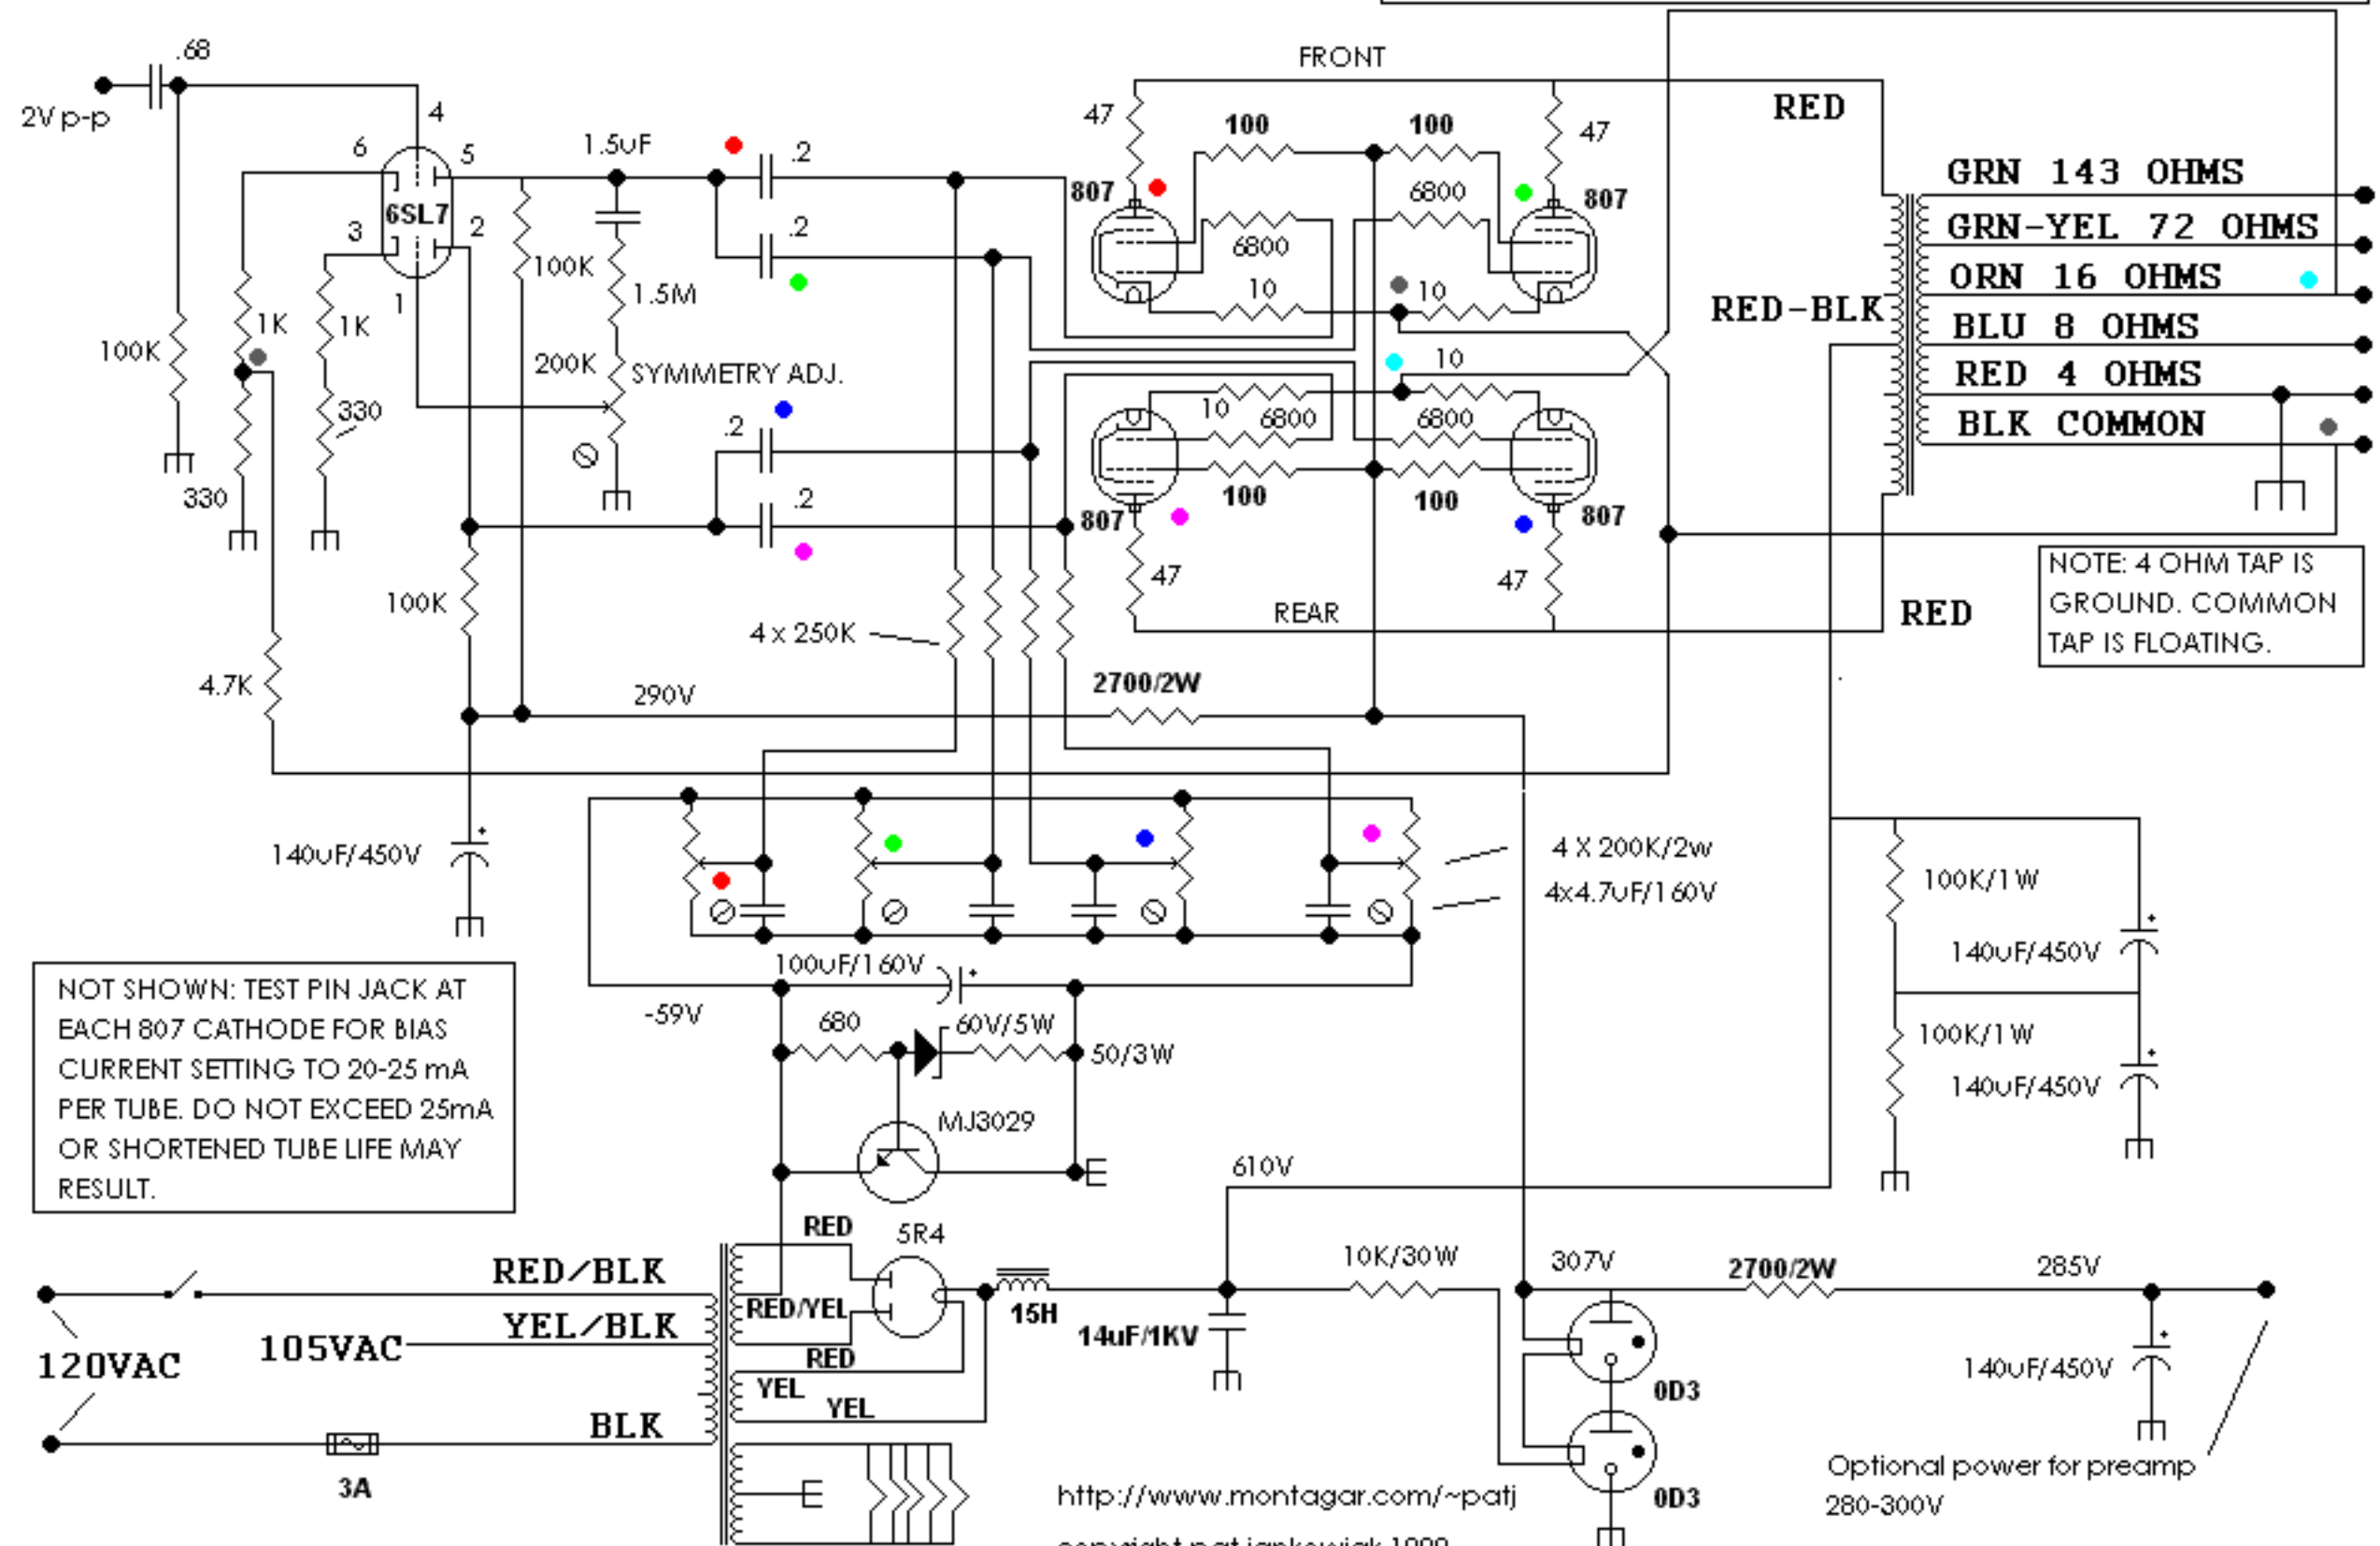 .68
FRONT
2V p-p
4
6
5
1.5uF
.2
47
100
100
47
RED
6SL7
3
2
.2
807
6800
807
GRN 143 OHMS
GRN-YEL 72 OHMS
100K
6800
1
1.5M
10
10
ORN 16 OHMS
RED-BLK
1K
1K
BLU 8 OHMS
100K
200K
SYMMETRY ADJ.
10
RED 4 OHMS
330
.2
10
6800
6800
BLK COMMON
330
.2
807
100
100
807
47
47
100K
REAR
RED
4 x 250K
NOTE: 4 OHM TAP IS
GROUND. COMMON
TAP IS FLOATING.
4.7K
290V
2700/2W
140uF/450V
4 X 200K/2w
4x4.7uF/160V
100K/1W
140uF/450V
100uF/160V
-59V
680
60V/5W
50/3W
100K/1W
140uF/450V
NOT SHOWN: TEST PIN JACK AT
EACH 807 CATHODE FOR BIAS
CURRENT SETTING TO 20-25 mA
PER TUBE. DO NOT EXCEED 25mA
OR SHORTENED TUBE LIFE MAY
RESULT.
MJ3029
610V
RED
5R4
RED/BLK
10K/30W
307V
2700/2W
285V
RED/YEL
15H
YEL/BLK
14uF/1KV
105VAC
120VAC
RED
YEL
YEL
0D3
140uF/450V
BLK
3A
0D3
Optional power for preamp
280-300V
http://www.montagar.com/~patj
copyright pat jankowiak 1999